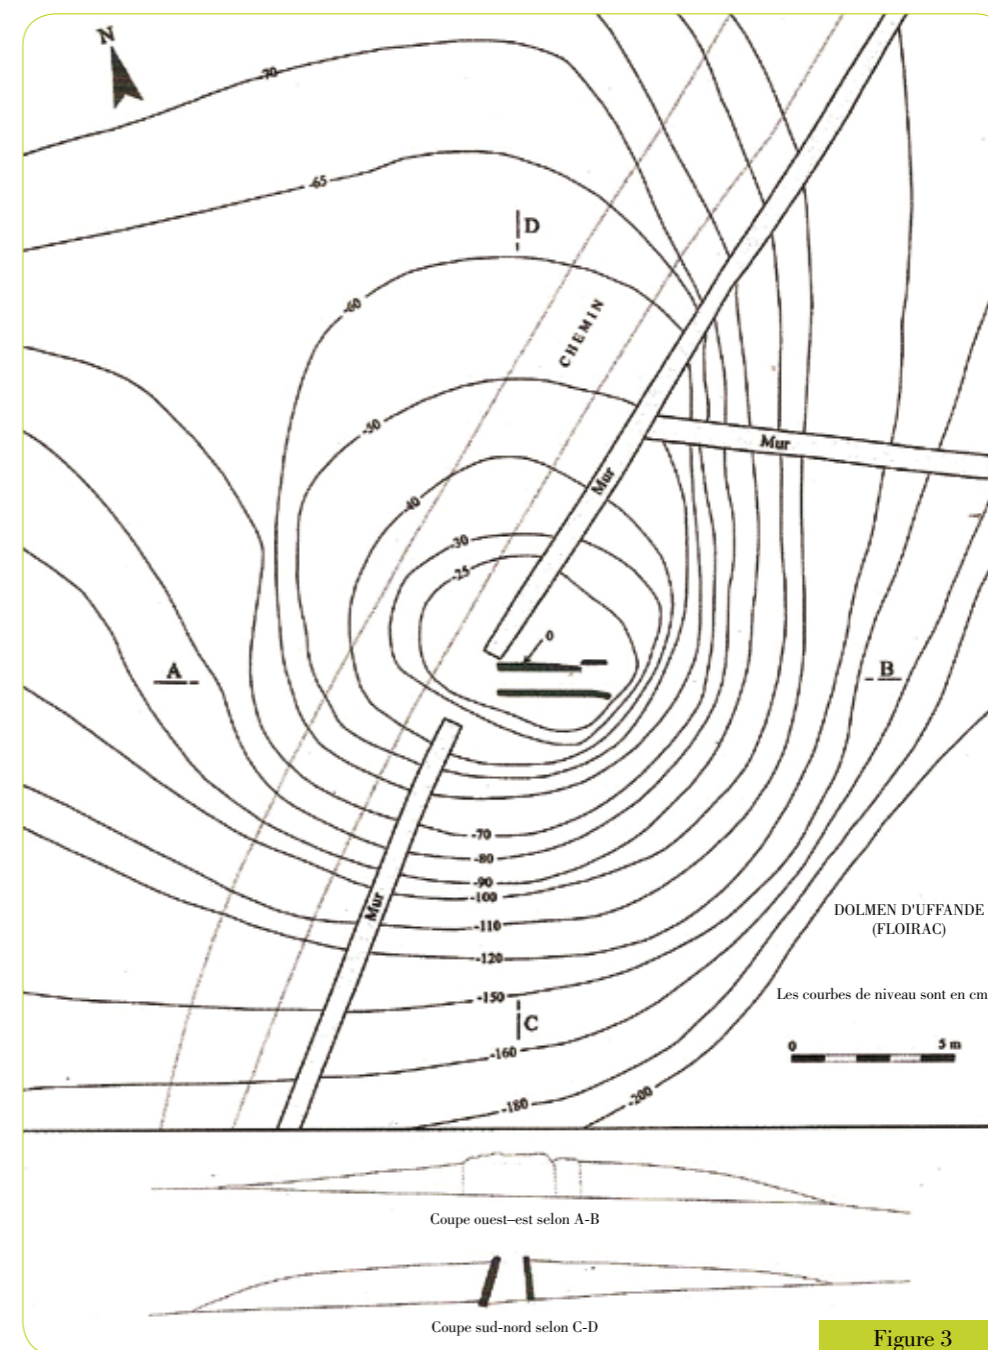 N
-70
-65
D
-60
CHEMIN
-50
Mur
Mur
-40
-30
-25
0
A
B
-70
-80
-90
-100
Mur
-110
-120
DOLMEN D'UFFANDE
(FLOIRAC)
-150
Les courbes de niveau sont en cm
C
0 5 m
-160
-180
-200
Coupe ouest–est selon A-B
Coupe sud-nord selon C-D
Figure 3